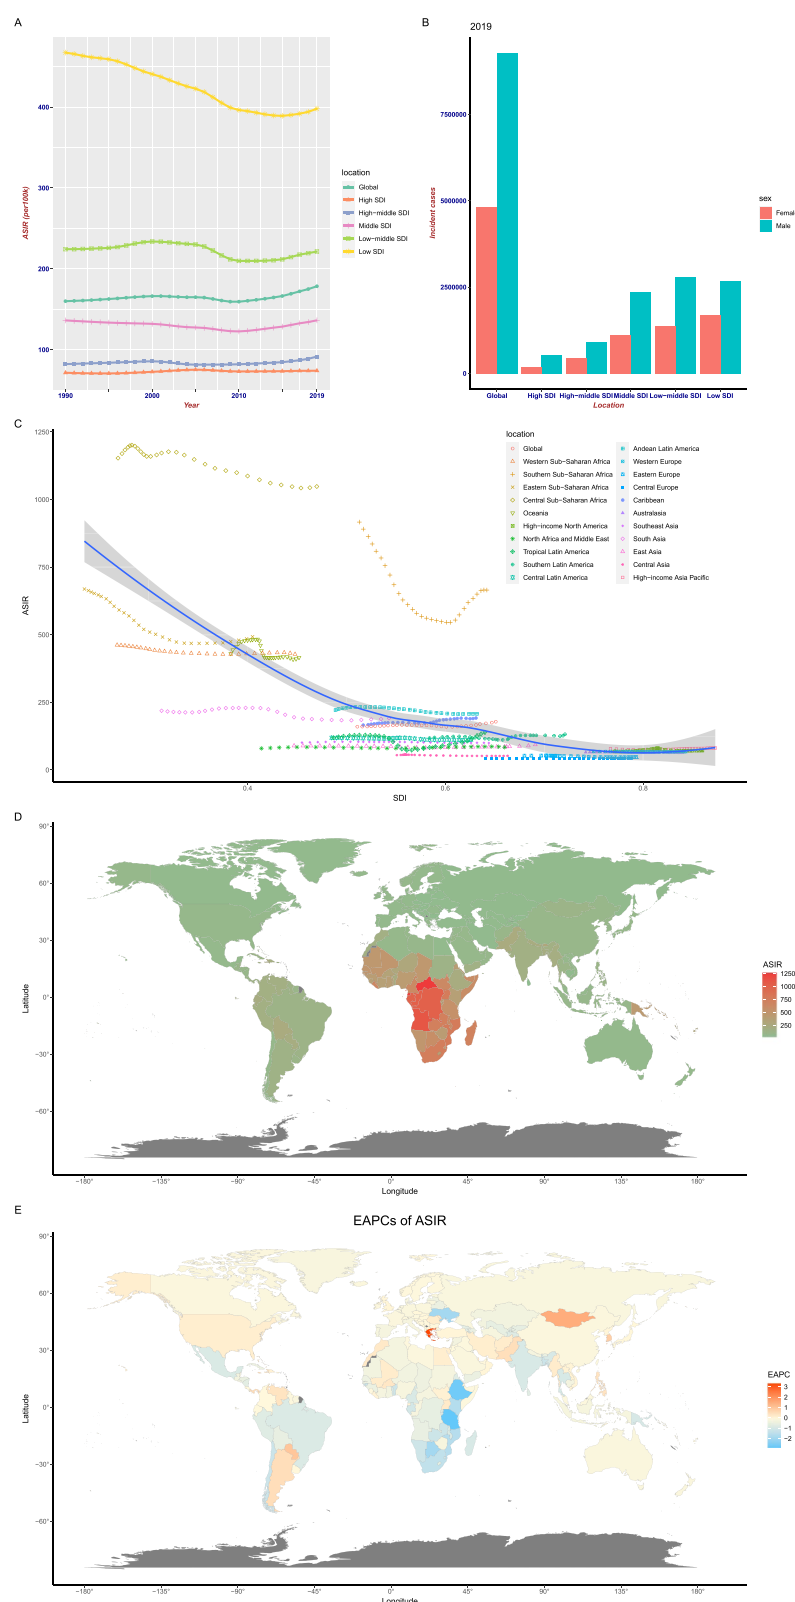 A
400
300
200
100
ASIR (per100k)
1990
2000
2010
2019
Year
location
Global
High SDI
High−middle SDI
Middle SDI
Low−middle SDI
Low SDI
B
2019
7500000
5000000
2500000
0
Incident cases
Global
High SDI
High−middle SDI
Middle SDI
Low−middle SDI
Low SDI
Location
sex
Femal
Male
C
1250
1000
750
500
250
0
ASIR
0.4
0.6
0.8
SDI
location
Global
Western Sub−Saharan Africa
Southern Sub−Saharan Africa
Eastern Sub−Saharan Africa
Central Sub−Saharan Africa
Oceania
High−income North America
North Africa and Middle East
Tropical Latin America
Southern Latin America
Central Latin America
Andean Latin America
Western Europe
Eastern Europe
Central Europe
Caribbean
Australasia
Southeast Asia
South Asia
East Asia
Central Asia
High−income Asia Pacific
D
90°
60°
30°
0°
−30°
−60°
Latitude
−180°
−135°
−90°
−45°
0°
45°
90°
135°
180°
Longitude
ASIR
1250
1000
750
500
250
E
EAPCs of ASIR
90°
60°
30°
0°
−30°
−60°
Latitude
−180°
−135°
−90°
−45°
0°
45°
90°
135°
180°
Longitude
EAPC
3
2
1
0
−1
−2